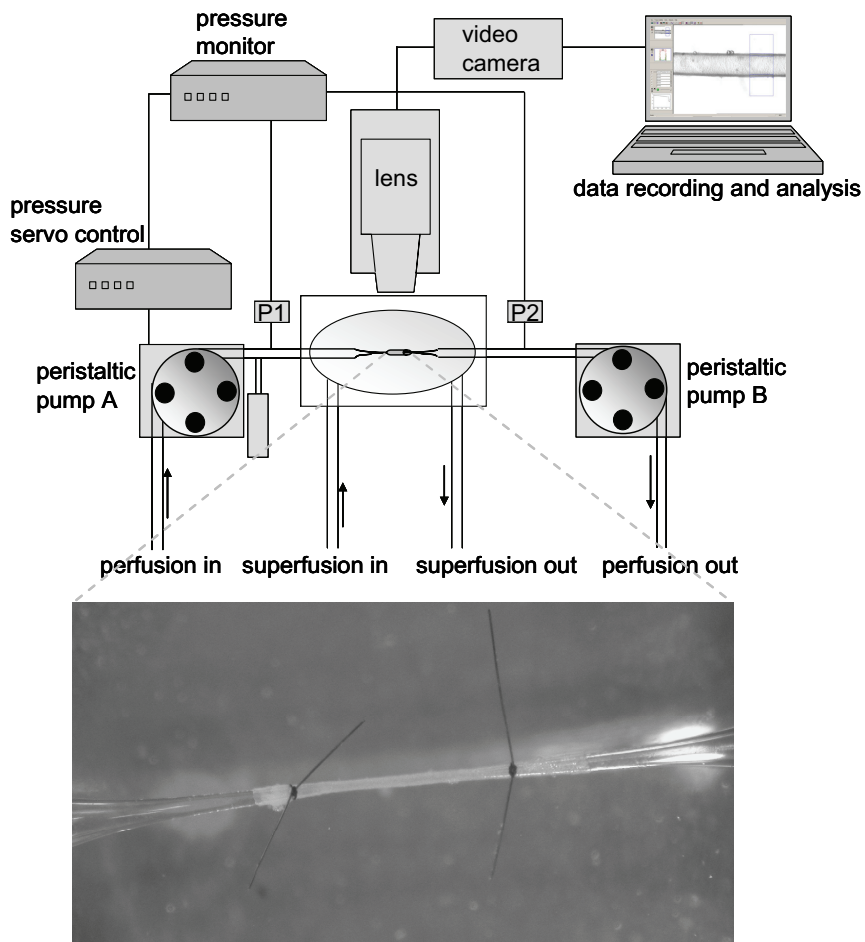 pressure
monitor
video
camera
lens
data recording and analysis
pressure
servo control
P1
P2
peristaltic
pump A
peristaltic
pump B
perfusion in
superfusion in
superfusion out
perfusion out